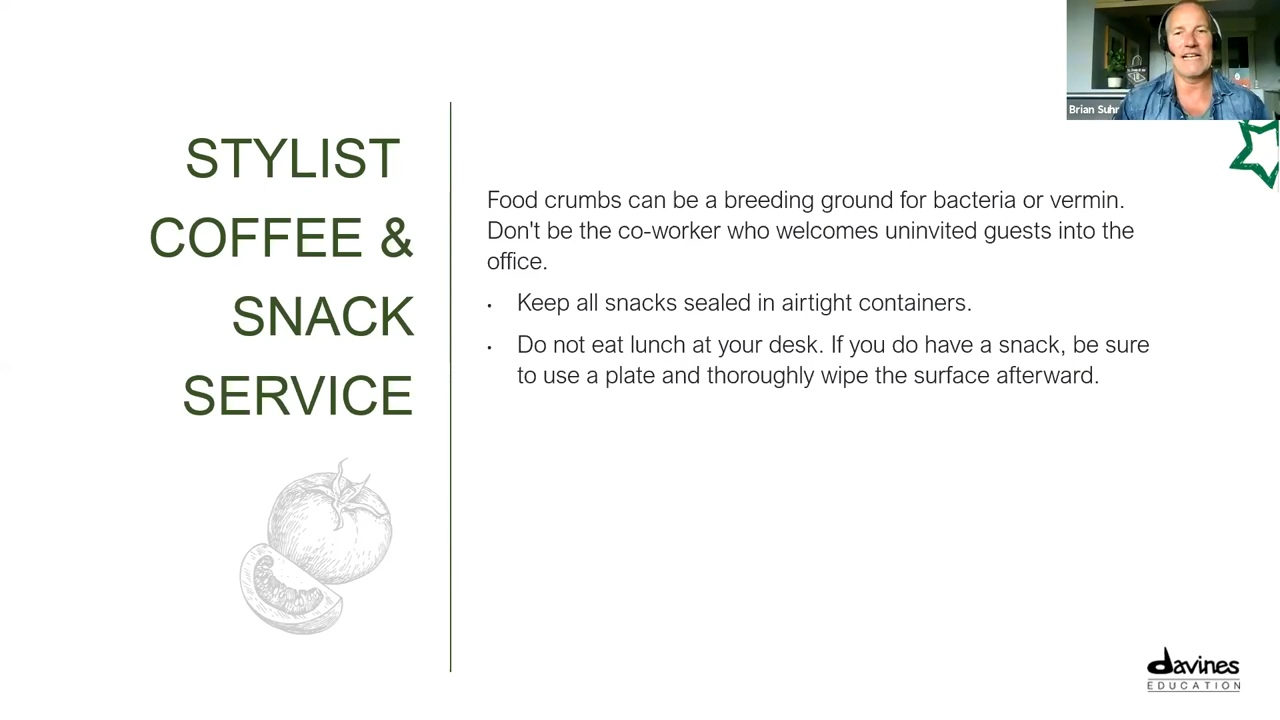 Brian Suhr
STYLIST
COFFEE &
SNACK
SERVICE
Food crumbs can be a breeding ground for bacteria or vermin.
Don't be the co-worker who welcomes uninvited guests into the
office.
• Keep all snacks sealed in airtight containers.
• Do not eat lunch at your desk. If you do have a snack, be sure
to use a plate and thoroughly wipe the surface afterward.
davines
EDUCATION